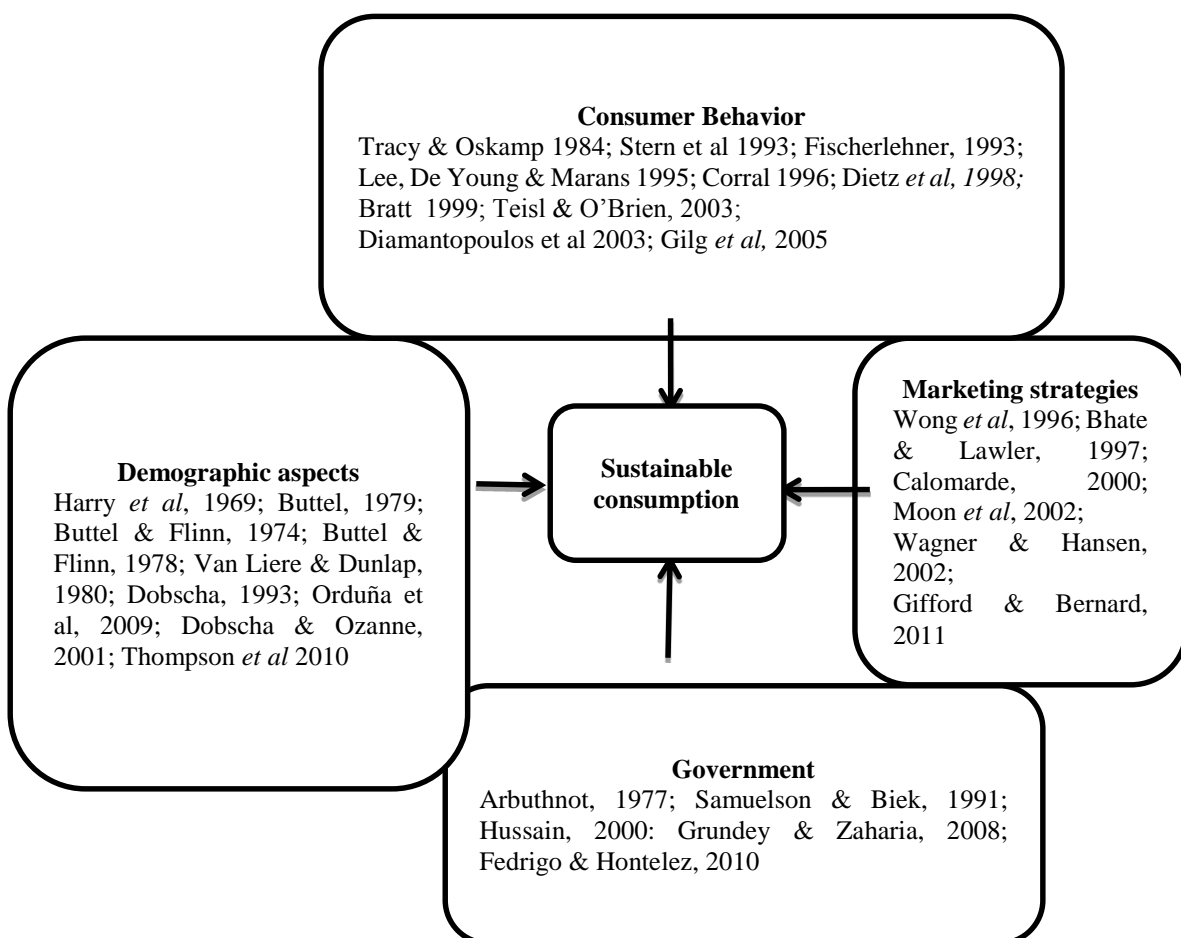 Consumer Behavior
Tracy & Oskamp 1984; Stern et al 1993; Fischerlehner, 1993;
Lee, De Young & Marans 1995; Corral 1996; Dietz et al, 1998;
Bratt 1999; Teisl & O’Brien, 2003;
Diamantopoulos et al 2003; Gilg et al, 2005
Demographic aspects
Harry et al, 1969; Buttel, 1979;
Buttel & Flinn, 1974; Buttel &
Flinn, 1978; Van Liere & Dunlap,
1980; Dobscha, 1993; Orduña et
al, 2009; Dobscha & Ozanne,
2001; Thompson et al 2010
Sustainable
consumption
Marketing strategies
Wong et al, 1996; Bhate
& Lawler, 1997;
Calomarde, 2000;
Moon et al, 2002;
Wagner & Hansen,
2002;
Gifford & Bernard,
2011
Government
Arbuthnot, 1977; Samuelson & Biek, 1991;
Hussain, 2000: Grundey & Zaharia, 2008;
Fedrigo & Hontelez, 2010